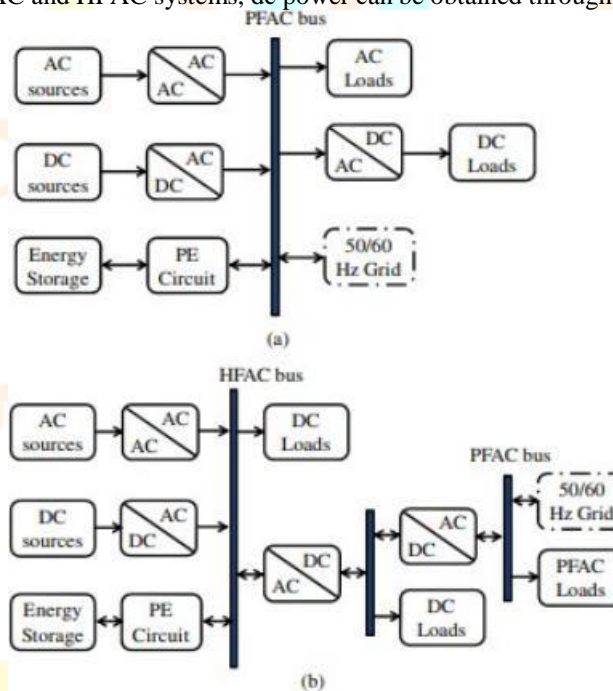 AC and HFAC systems, dc power can be obtained through
PFAC bus
AC
sources
AC
AC
AC
Loads
DC
sources
AC
DC
DC
AC
DC
Loads
Energy
Storage
PE
Circuit
50/60
Hz Grid
(a)
HFAC bus
AC
sources
AC
AC
DC
Loads
PFAC bus
DC
sources
AC
DC
DC
AC
AC
DC
50/60
Hz Grid
Energy
Storage
PE
Circuit
DC
Loads
PFAC
Loads
(b)